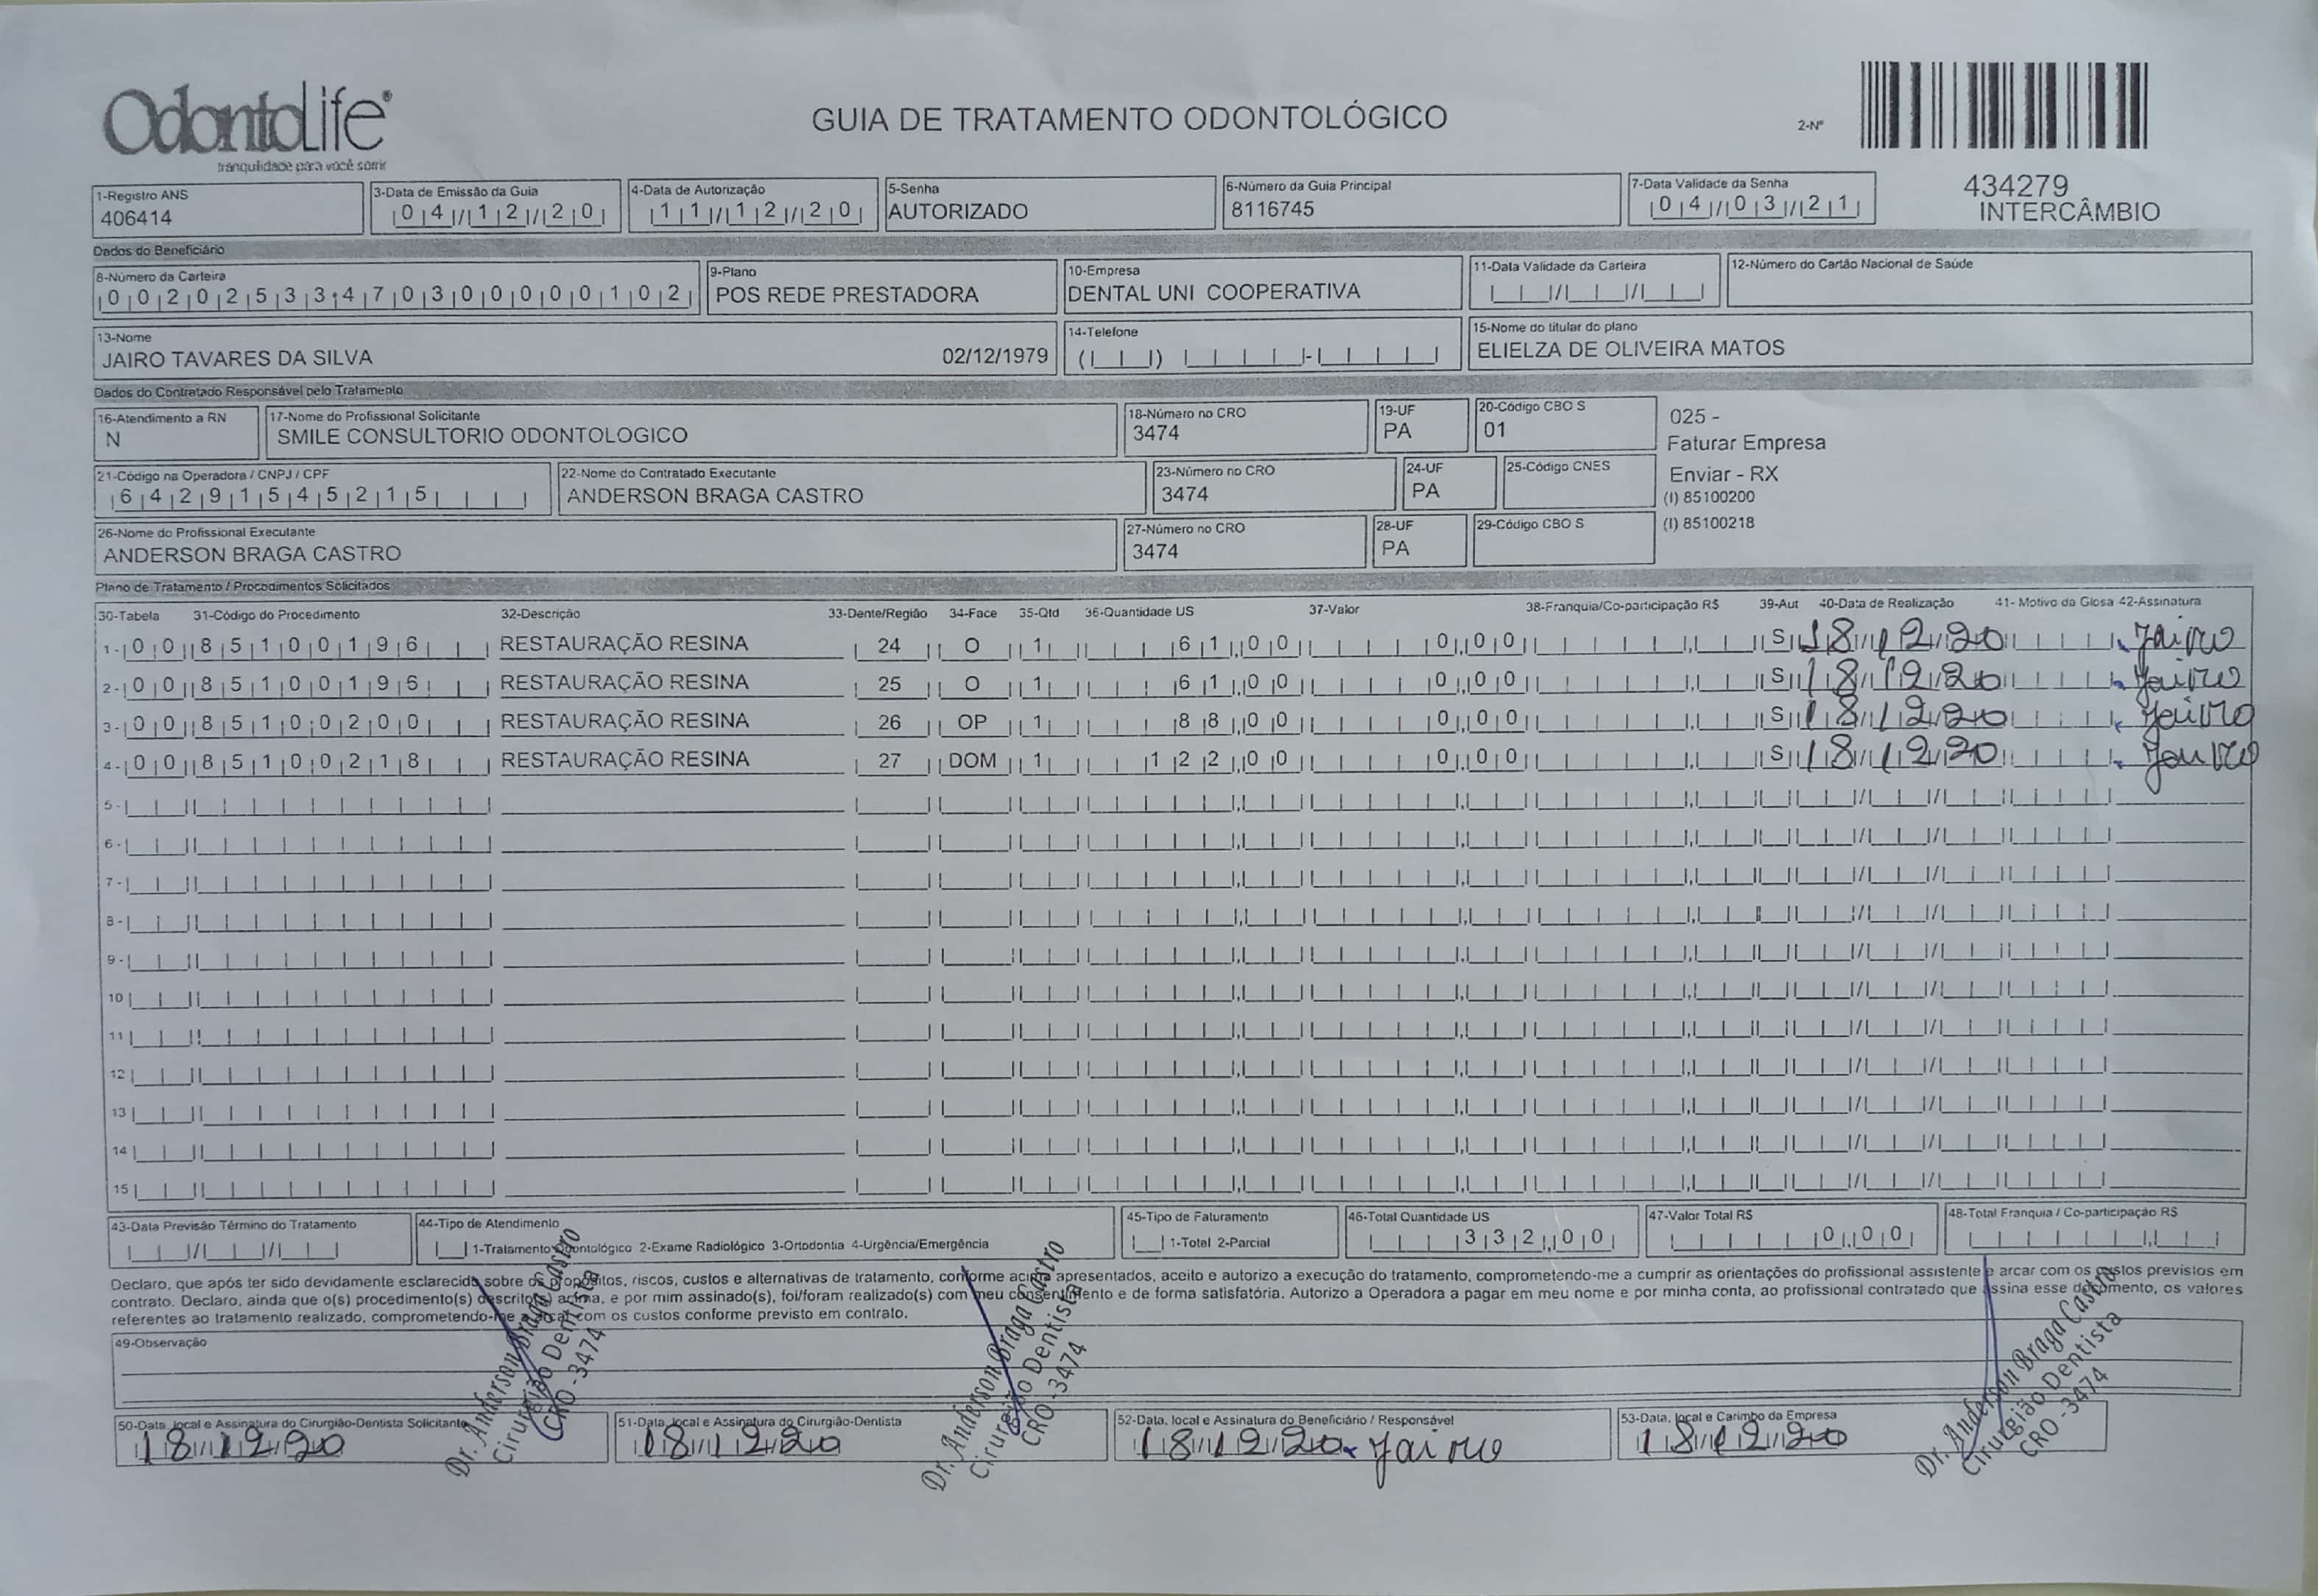 OdontoLife®
tranquilidade para você sorrir
GUIA DE TRATAMENTO ODONTOLÓGICO
2-Nº
434279
INTERCÂMBIO
1-Registro ANS
406414
3-Data de Emissão da Guia
04/12/20
4-Data de Autorização
11/12/20
5-Senha
AUTORIZADO
6-Número da Guia Principal
8116745
7-Data Validade da Senha
04/03/21
Dados do Beneficiário
8-Número da Carteira
00202533470300000102
9-Plano
POS REDE PRESTADORA
10-Empresa
DENTAL UNI COOPERATIVA
11-Data Validade da Carteira
12-Número do Cartão Nacional de Saúde
13-Nome
JAIRO TAVARES DA SILVA 02/12/1979
14-Telefone
15-Nome do titular do plano
ELIELZA DE OLIVEIRA MATOS
Dados do Contratado Responsável pelo Tratamento
16-Atendimento a RN
N
17-Nome do Profissional Solicitante
SMILE CONSULTORIO ODONTOLOGICO
18-Número no CRO
3474
19-UF
PA
20-Código CBO S
01
025 -
Faturar Empresa
Enviar - RX
(I) 85100200
(I) 85100218
21-Código na Operadora / CNPJ / CPF
64291545215
22-Nome do Contratado Executante
ANDERSON BRAGA CASTRO
23-Número no CRO
3474
24-UF
PA
25-Código CNES
26-Nome do Profissional Executante
ANDERSON BRAGA CASTRO
27-Número no CRO
3474
28-UF
PA
29-Código CBO S
Plano de Tratamento / Procedimentos Solicitados
30-Tabela 31-Código do Procedimento 32-Descrição 33-Dente/Região 34-Face 35-Qtd 36-Quantidade US 37-Valor 38-Franquia/Co-participação R$ 39-Aut 40-Data de Realização 41- Motivo da Glosa 42-Assinatura
1- 00 85100196 RESTAURAÇÃO RESINA 24 O 1 61,00 0,00 S 18/12/20 Jairo
2- 00 85100196 RESTAURAÇÃO RESINA 25 O 1 61,00 0,00 S 18/12/20 Jairo
3- 00 85100200 RESTAURAÇÃO RESINA 26 OP 1 88,00 0,00 S 18/12/20 Jairo
4- 00 85100218 RESTAURAÇÃO RESINA 27 DOM 1 122,00 0,00 S 18/12/20 Jairo
5-
6-
7-
8-
9-
10
11
12
13
14
15
43-Data Previsão Término do Tratamento
44-Tipo de Atendimento
1-Tratamento Odontológico 2-Exame Radiológico 3-Ortodontia 4-Urgência/Emergência
45-Tipo de Faturamento
1-Total 2-Parcial
46-Total Quantidade US
332,00
47-Valor Total R$
0,00
48-Total Franquia / Co-participação R$
Declaro, que após ter sido devidamente esclarecido sobre os propósitos, riscos, custos e alternativas de tratamento, conforme acima apresentados, aceito e autorizo a execução do tratamento, comprometendo-me a cumprir as orientações do profissional assistente e arcar com os custos previstos em
contrato. Declaro, ainda que o(s) procedimento(s) descrito(s) acima, e por mim assinado(s), foi/foram realizado(s) com meu consentimento e de forma satisfatória. Autorizo a Operadora a pagar em meu nome e por minha conta, ao profissional contratado que assina esse documento, os valores
referentes ao tratamento realizado, comprometendo-me a arcar com os custos conforme previsto em contrato.
49-Observação
50-Data, local e Assinatura do Cirurgião-Dentista Solicitante
18/12/20
Dr. Anderson Braga Castro
Cirurgião Dentista
CRO -3474
51-Data, local e Assinatura do Cirurgião-Dentista
18/12/20
Dr. Anderson Braga Castro
Cirurgião Dentista
CRO -3474
52-Data, local e Assinatura do Beneficiário / Responsável
18/12/20 Jairo
53-Data, local e Carimbo da Empresa
18/12/20
Dr. Anderson Braga Castro
Cirurgião Dentista
CRO -3474